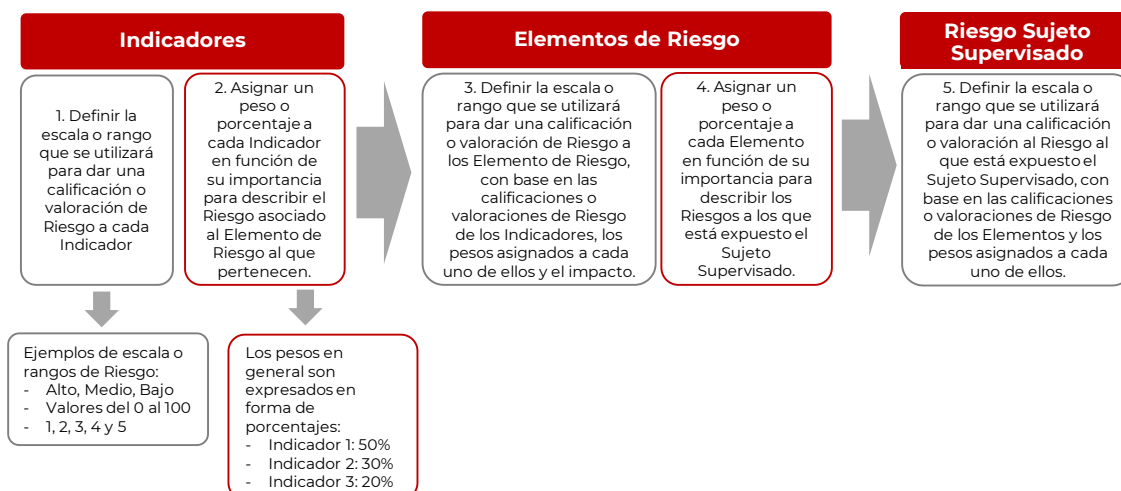 Indicadores
1. Definir la
escala o rango
que se utilizará
para dar una
calificación o
valoración de
Riesgo a cada
Indicador
2. Asignar un
peso o
porcentaje a
cada Indicador
en función de
su importancia
para describir el
Riesgo asociado
al Elemento de
Riesgo al que
pertenecen.
Ejemplos de escala o
rangos de Riesgo:
- Alto, Medio, Bajo
- Valores del 0 al 100
- 1, 2, 3, 4 y 5
Los pesos en
general son
expresados en
forma de
porcentajes:
- Indicador 1: 50%
- Indicador 2: 30%
- Indicador 3: 20%
Elementos de Riesgo
3. Definir la escala o
rango que se utilizará
para dar una calificación
o valoración de Riesgo a
los Elemento de Riesgo,
con base en las
calificaciones o
valoraciones de Riesgo
de los Indicadores, los
pesos asignados a cada
uno de ellos y el impacto.
4. Asignar un
peso o
porcentaje a
cada Elemento
en función de su
importancia para
describir los
Riesgos a los que
está expuesto el
Sujeto
Supervisado.
Riesgo Sujeto
Supervisado
5. Definir la escala o
rango que se utilizará
para dar una calificación
o valoración al Riesgo al
que está expuesto el
Sujeto Supervisado, con
base en las calificaciones
o valoraciones de Riesgo
de los Elementos y los
pesos asignados a cada
uno de ellos.